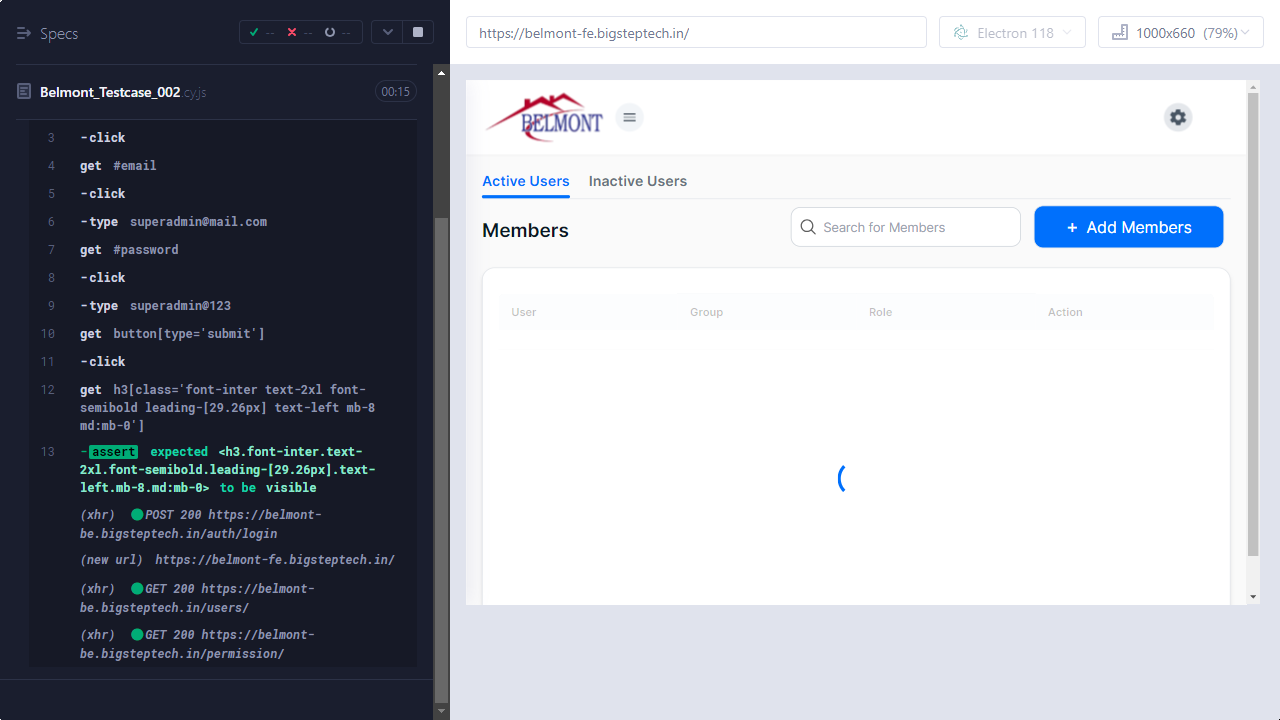 Specs
-- -- --
Belmont_Testcase_002.cy.js 00:15
3 -click
4 get #email
5 -click
6 -type superadmin@mail.com
7 get #password
8 -click
9 -type superadmin@123
10 get button[type='submit']
11 -click
12 get h3[class='font-inter text-2xl font-
semibold leading-[29.26px] text-left mb-8
md:mb-0']
13 -assert expected <h3.font-inter.text-
2xl.font-semibold.leading-[29.26px].text-
left.mb-8.md:mb-0> to be visible
(xhr) POST 200 https://belmont-
be.bigsteptech.in/auth/login
(new url) https://belmont-fe.bigsteptech.in/
(xhr) GET 200 https://belmont-
be.bigsteptech.in/users/
(xhr) GET 200 https://belmont-
be.bigsteptech.in/permission/
https://belmont-fe.bigsteptech.in/
Electron 118
1000x660 (79%)
BELMONT
Active Users Inactive Users
Members
Search for Members
+ Add Members
User Group Role Action